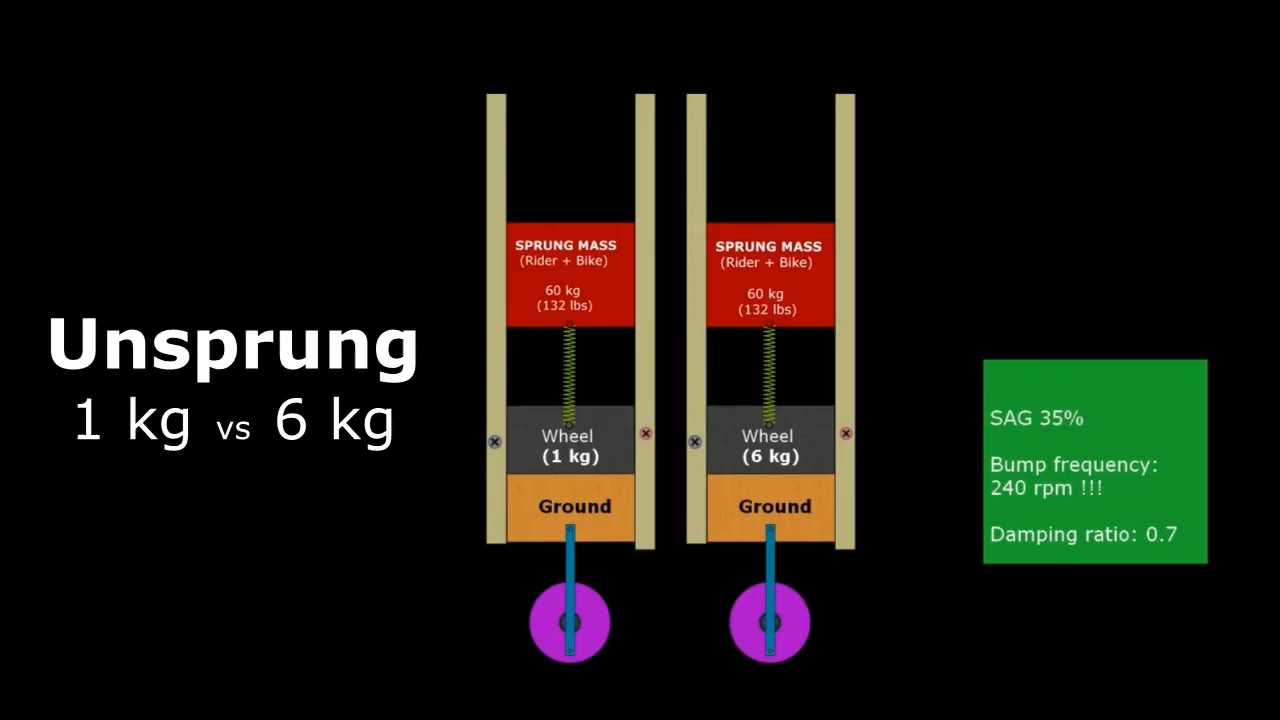 Unsprung
1 kg vs 6 kg
SPRUNG MASS
(Rider + Bike)
60 kg
(132 lbs)
Wheel
(1 kg)
Ground
SPRUNG MASS
(Rider + Bike)
60 kg
(132 lbs)
Wheel
(6 kg)
Ground
SAG 35%
Bump frequency:
240 rpm !!!
Damping ratio: 0.7